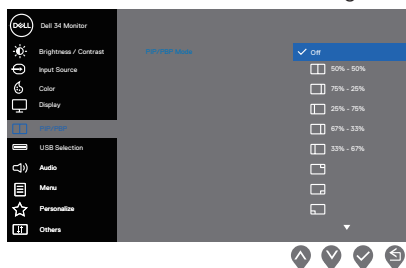 DELL
Dell 34 Monitor
Brightness / Contrast
PIP/PBP Mode
Off
Input Source
50% - 50%
Color
75% - 25%
Display
25% - 75%
PIP/PBP
67% - 33%
USB Selection
33% - 67%
Audio
Menu
Personalize
Others